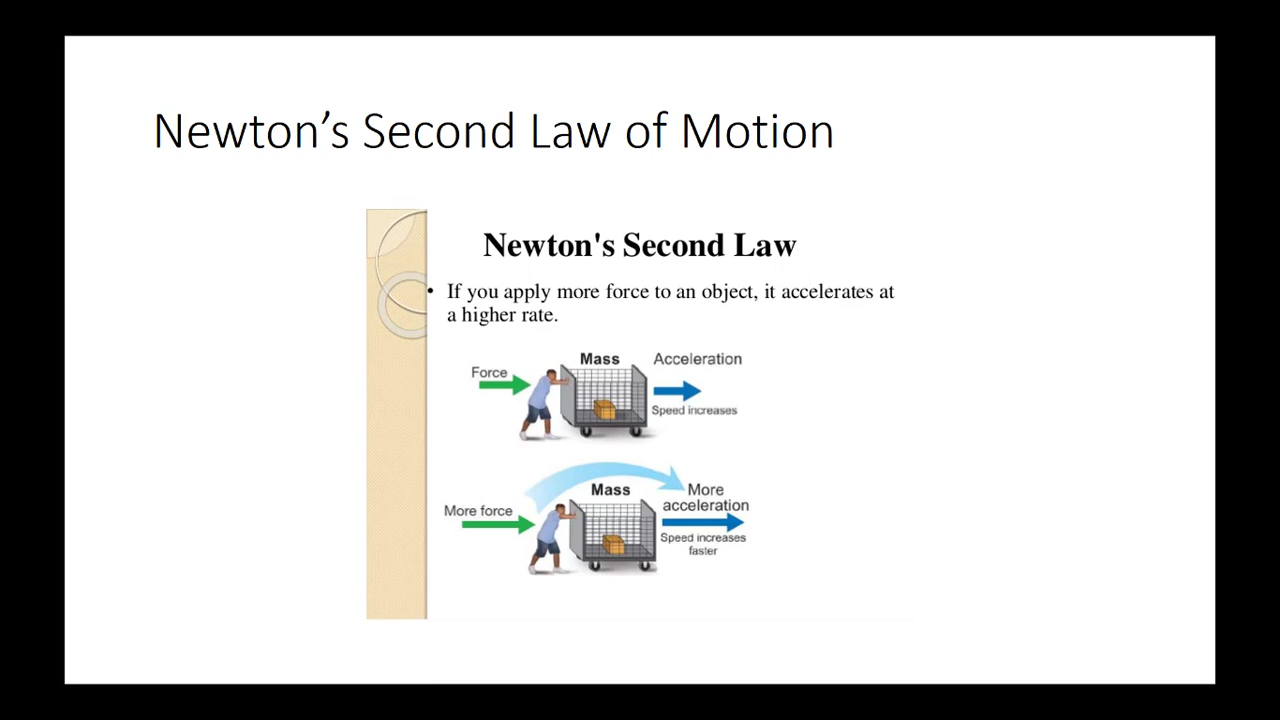 Newton’s Second Law of Motion
Newton's Second Law
• If you apply more force to an object, it accelerates at
a higher rate.
Force
Mass
Acceleration
Speed increases
More force
Mass
More
acceleration
Speed increases
faster